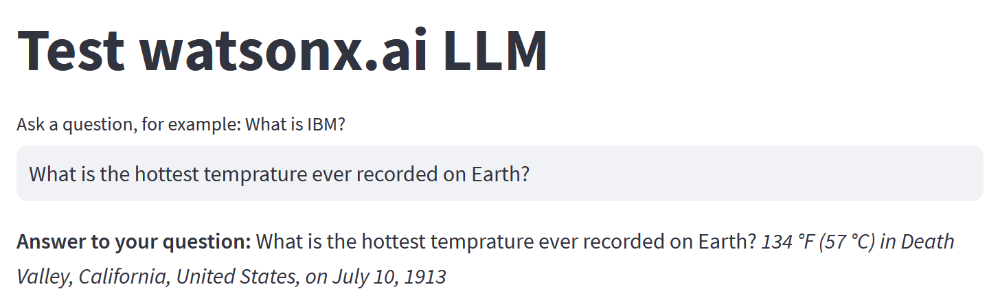 Test watsonx.ai LLM
Ask a question, for example: What is IBM?
What is the hottest temprature ever recorded on Earth?
Answer to your question: What is the hottest temprature ever recorded on Earth? 134 °F (57 °C) in Death
Valley, California, United States, on July 10, 1913